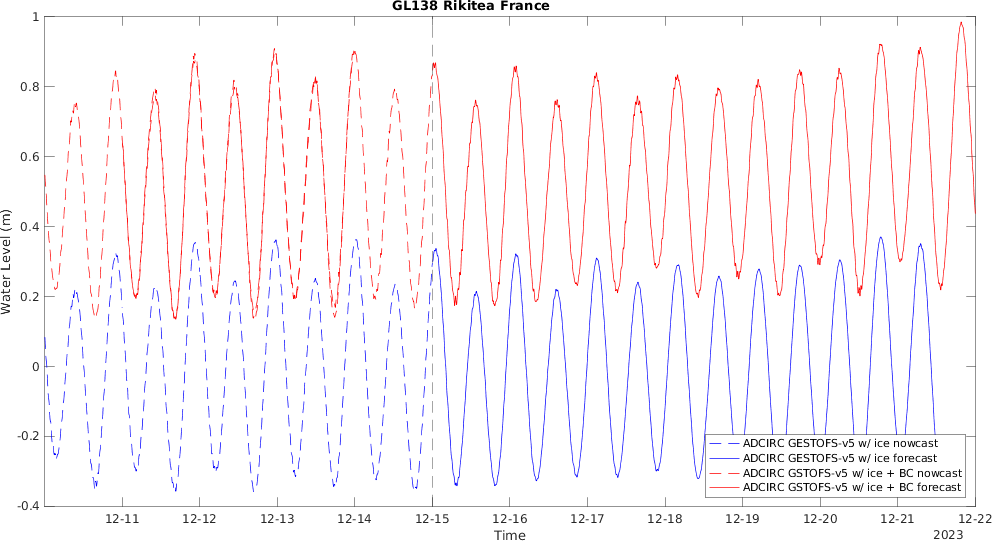 GL138 Rikitea France
1
0.8
0.6
0.4
0.2
0
-0.2
-0.4
Water Level (m)
ADCIRC GESTOFS-v5 w/ ice nowcast
ADCIRC GESTOFS-v5 w/ ice forecast
ADCIRC GSTOFS-v5 w/ ice + BC nowcast
ADCIRC GSTOFS-v5 w/ ice + BC forecast
12-11 12-12 12-13 12-14 12-15 12-16 12-17 12-18 12-19 12-20 12-21 12-22
Time
2023